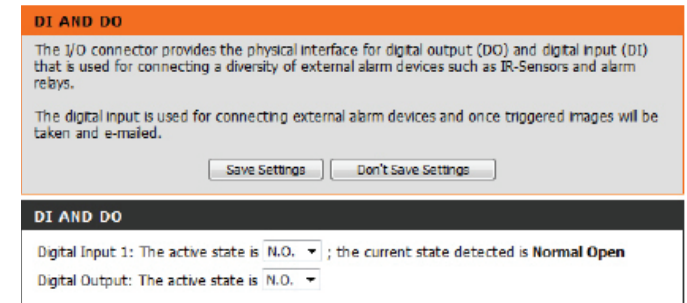 DI AND DO
The I/O connector provides the physical interface for digital output (DO) and digital input (DI)
that is used for connecting a diversity of external alarm devices such as IR-Sensors and alarm
relays.
The digital input is used for connecting external alarm devices and once triggered images will be
taken and e-mailed.
Save Settings Don't Save Settings
DI AND DO
Digital Input 1: The active state is N.O. ; the current state detected is Normal Open
Digital Output: The active state is N.O.